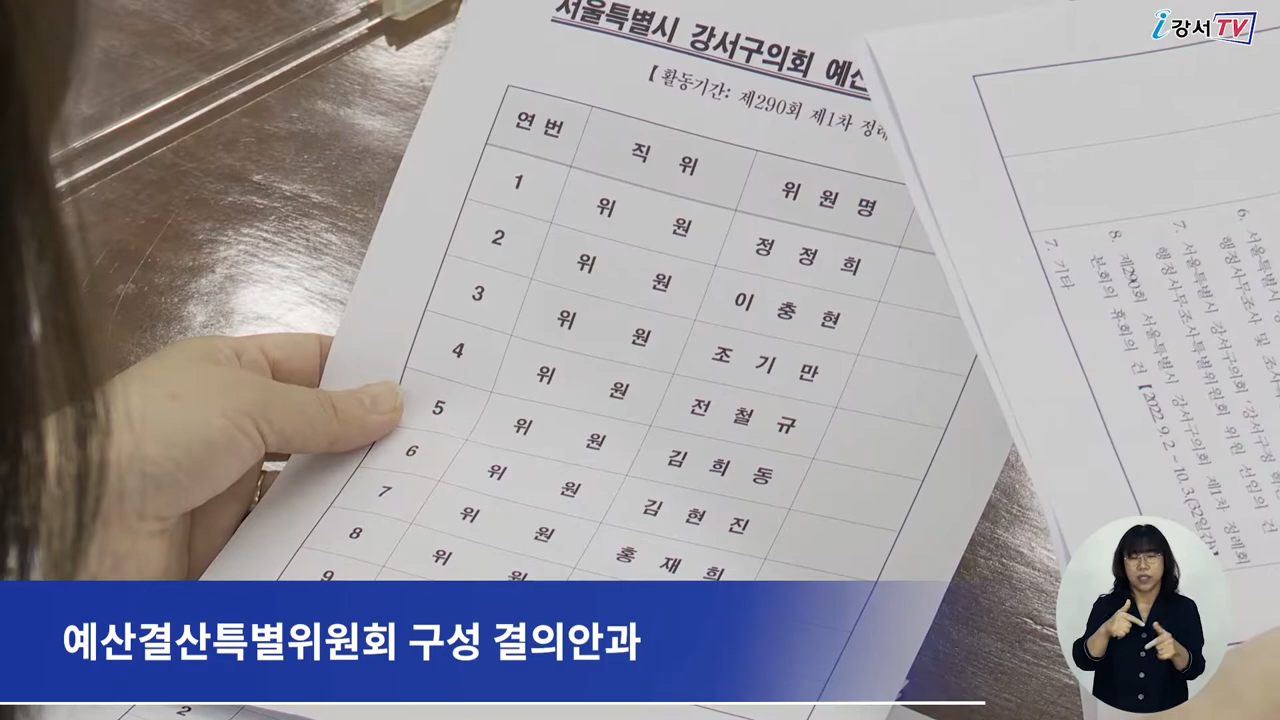 i강서TV
서울특별시 강서구의회 예산
【활동기간: 제290회 제1차 정례
연 번 직 위 위 원 명
1 위 원 정 정 희
2 위 원 이 충 현
3 위 원 조 기 만
4 위 원 전 철 규
5 위 원 김 희 동
6 위 원 김 현 진
7 위 원 홍 재 희
8 위 원
9 위
6. 서울특별시
행정사무조사 및 조사
7. 서울특별시 강서구의회 「강서구청
행정사무조사특별위원회 위원 선임의 건
8. 제290회 서울특별시 강서구의회 제1차 정례회
본회의 휴회의 건 【2022. 9. 2. ~ 10. 3.(32일간)】
7. 기타
예산결산특별위원회 구성 결의안과
2